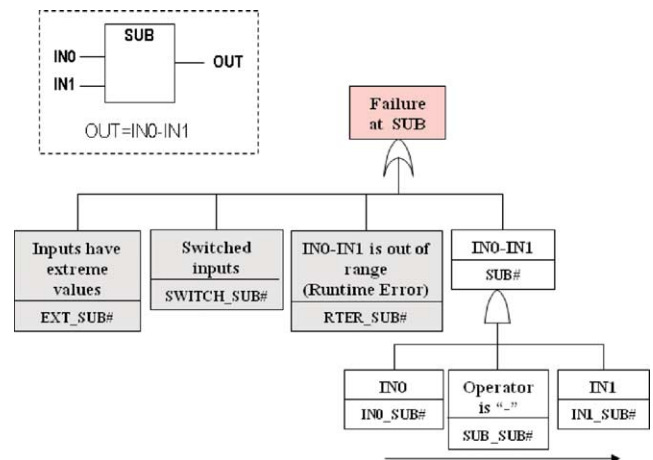 SUB
IN0
OUT
IN1
OUT=IN0-IN1
Failure
at SUB
Inputs have
extreme
values
EXT_SUB#
Switched
inputs
SWITCH_SUB#
IN0-IN1 is out of
range
(Runtime Error)
RTER_SUB#
IN0-IN1
SUB#
IN0
IN0_SUB#
Operator
is “-”
SUB_SUB#
IN1
IN1_SUB#